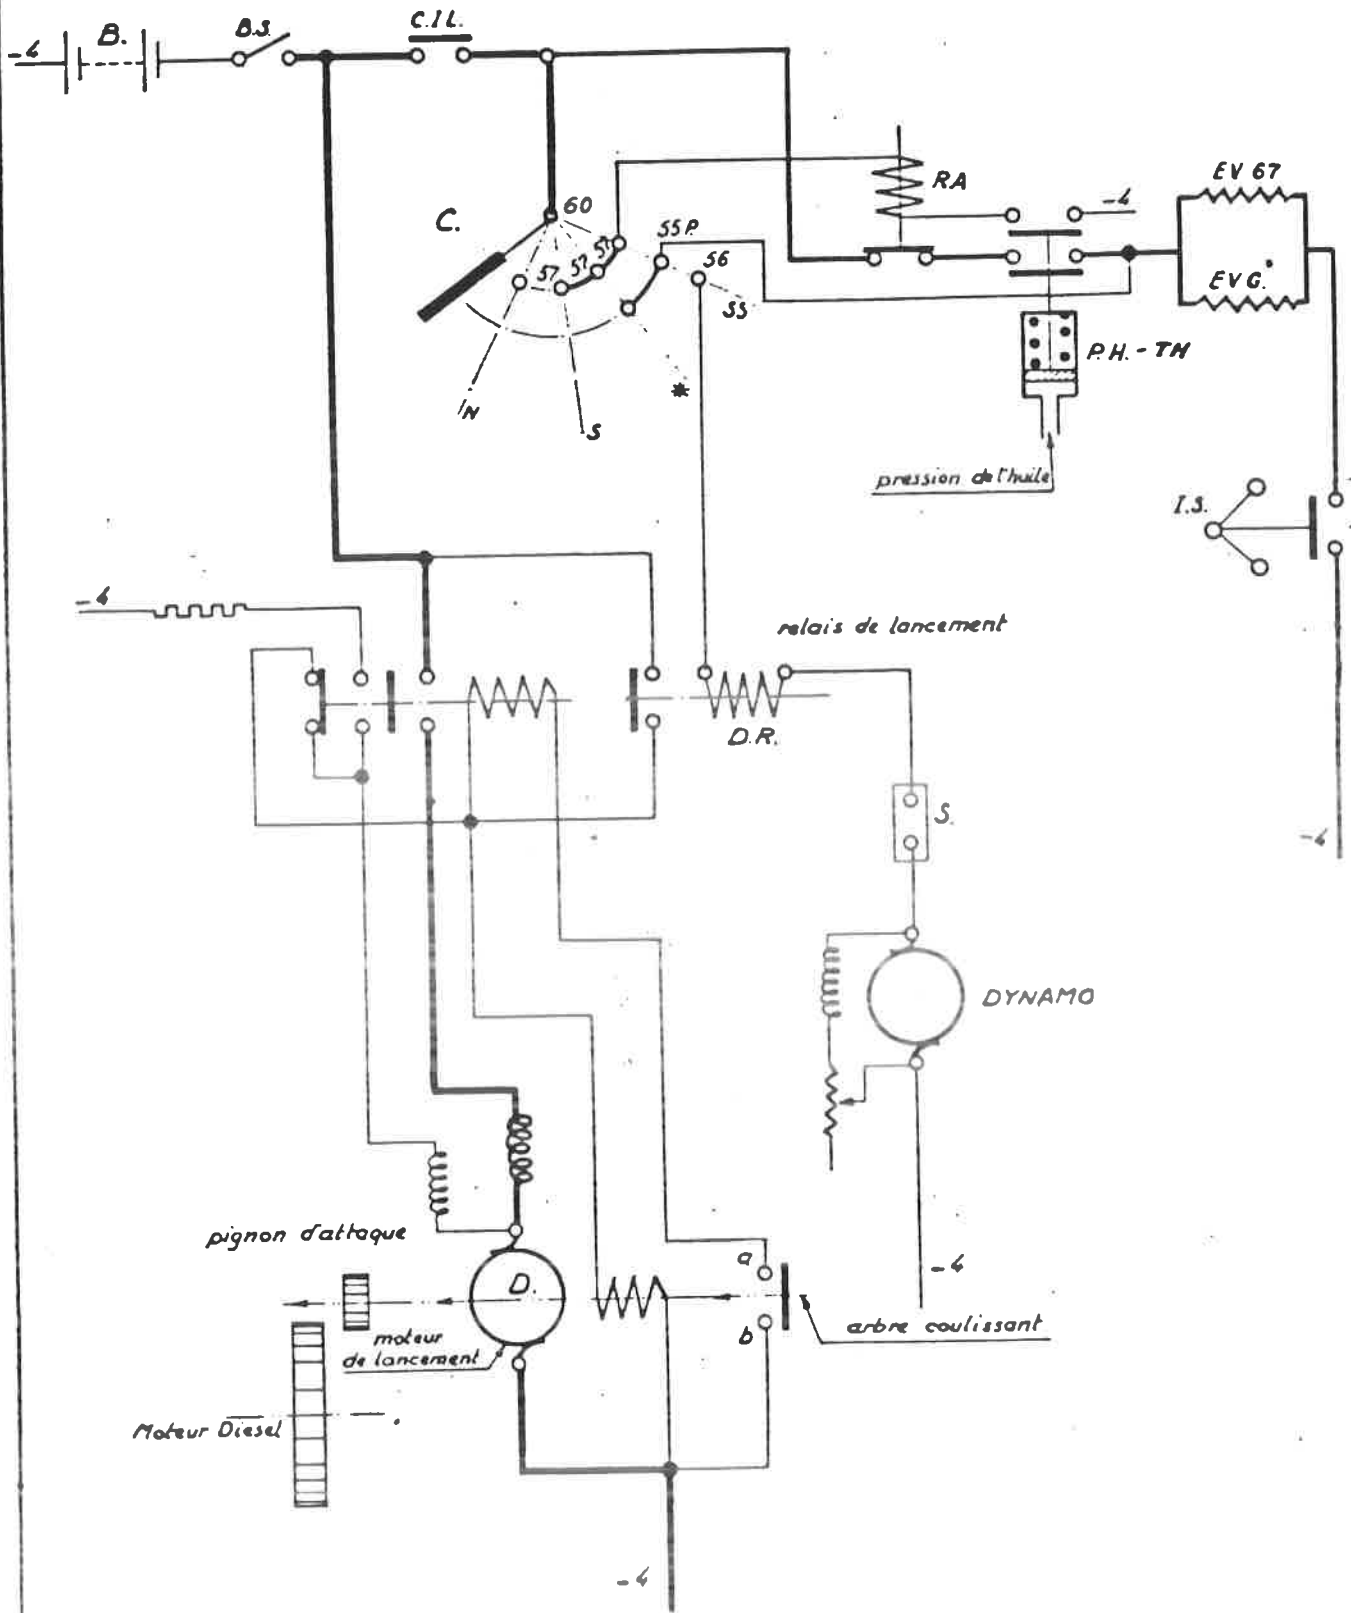 -4
B.
B.S.
C.I.L.
C.
60
57
57
57
55P.
56
55
N
S
*
RA
-4
EV 67
EVG.
P.H.-TH
pression de l'huile
I.S.
-4
-4
relais de lancement
D.R.
S.
DYNAMO
-4
pignon d'attaque
D.
moteur
de lancement
a
b
arbre coulissant
Moteur Diesel
-4